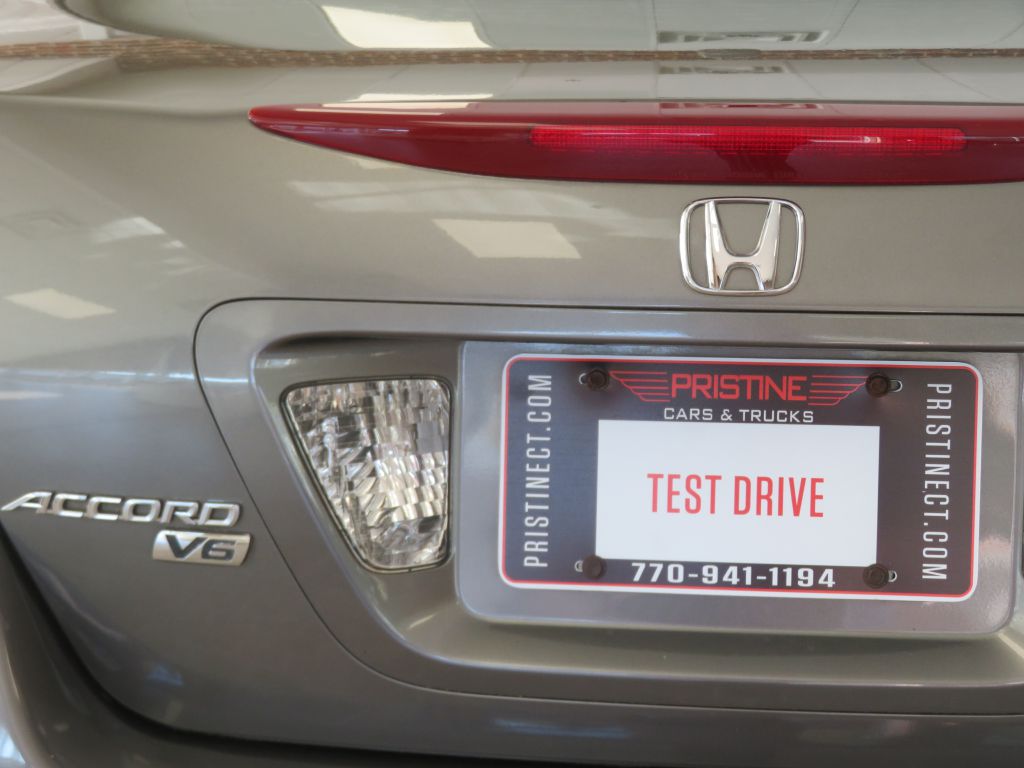 ACCORD
V6
PRISTINECT.COM
PRISTINE
CARS & TRUCKS
TEST DRIVE
770-941-1194
PRISTINECT.COM